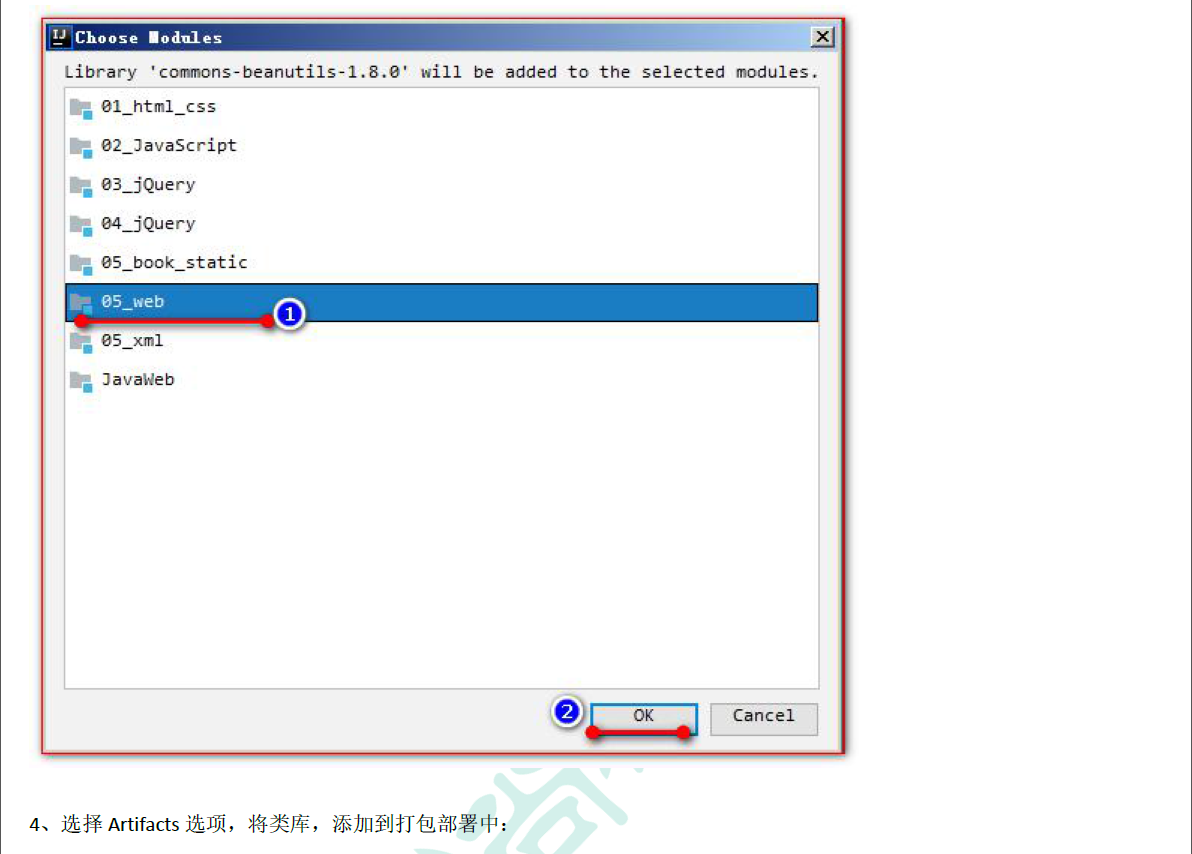 Choose Modules
Library 'commons-beanutils-1.8.0' will be added to the selected modules.
01_html_css
02_JavaScript
03_jQuery
04_jQuery
05_book_static
05_web
1
05_xml
JavaWeb
2
OK
Cancel
4、选择 Artifacts 选项，将类库，添加到打包部署中：